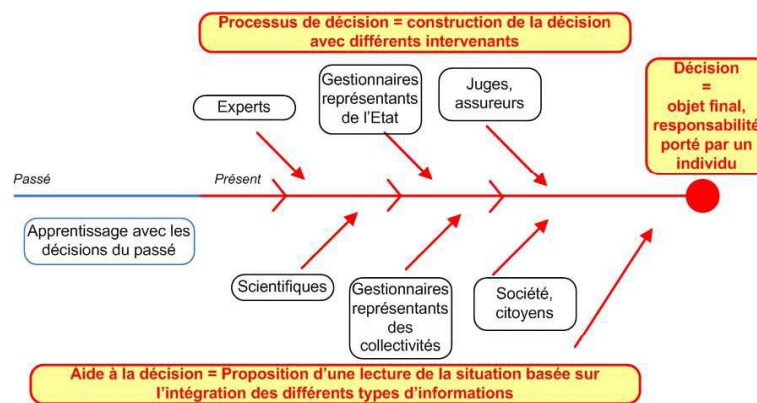 Processus de décision = construction de la décision
avec différents intervenants
Décision
=
objet final,
responsabilité
porté par un
individu
Experts
Gestionnaires
représentants
de l’Etat
Juges,
assureurs
Passé
Présent
Apprentissage avec les
décisions du passé
Scientifiques
Gestionnaires
représentants
des
collectivités
Société,
citoyens
Aide à la décision = Proposition d’une lecture de la situation basée sur
l’intégration des différents types d’informations